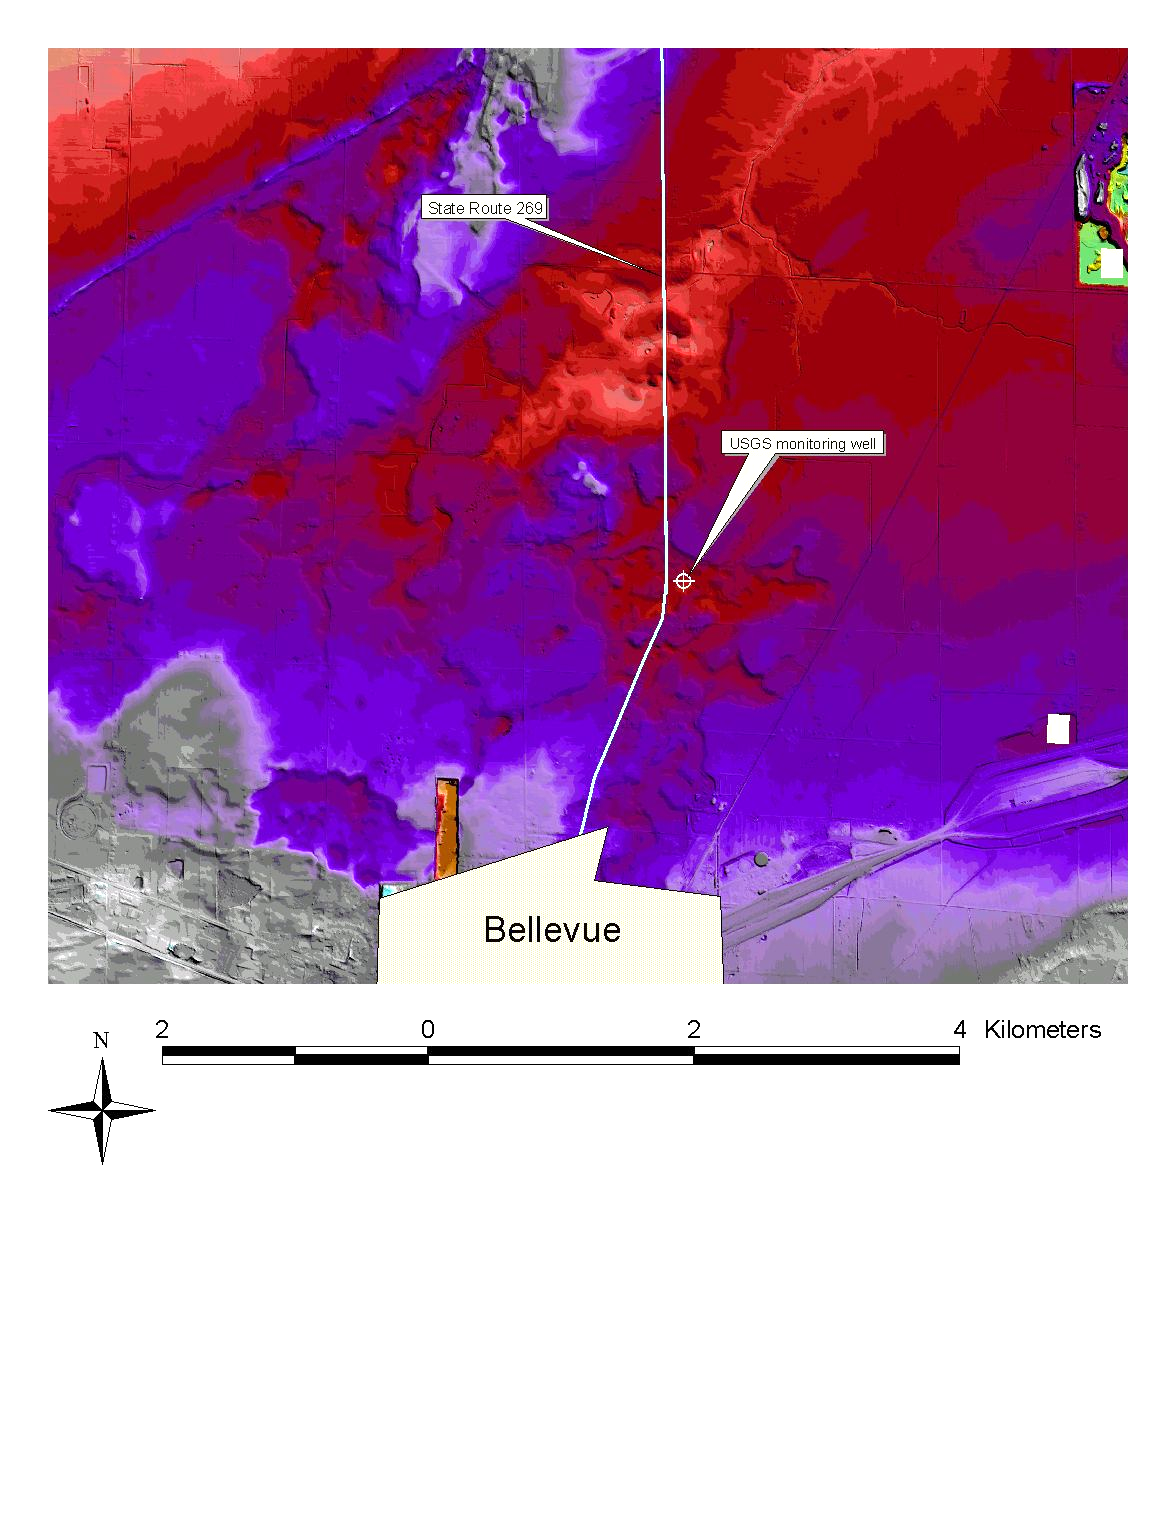 State Route 269
USGS monitoring well
Bellevue
2 0 2 4 Kilometers
N